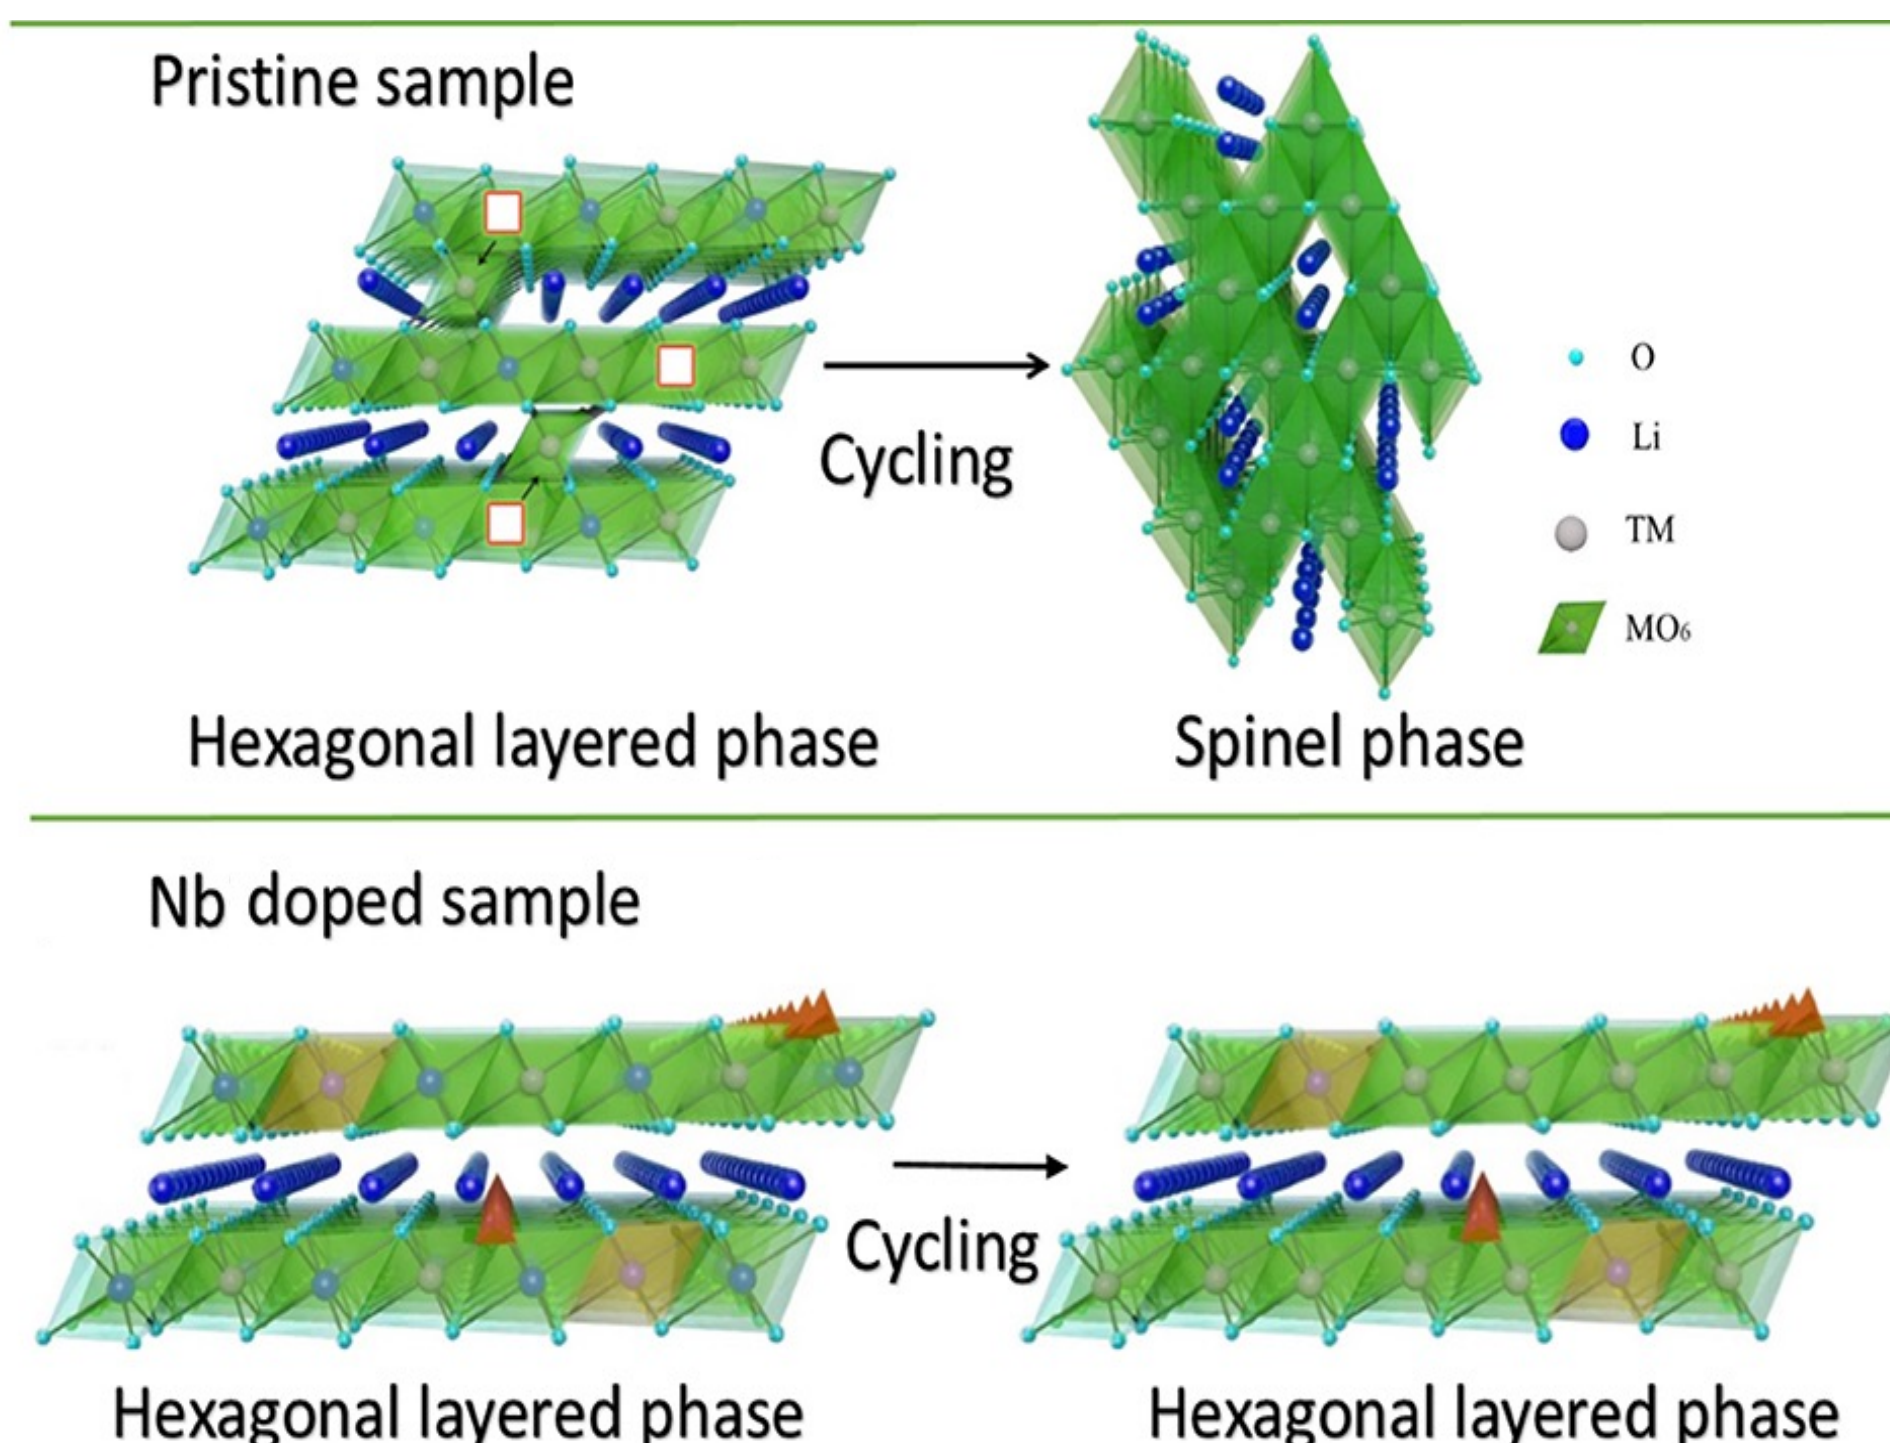 Pristine sample
Cycling
O
Li
TM
MO₆
Hexagonal layered phase
Spinel phase
Nb doped sample
Cycling
Hexagonal layered phase
Hexagonal layered phase